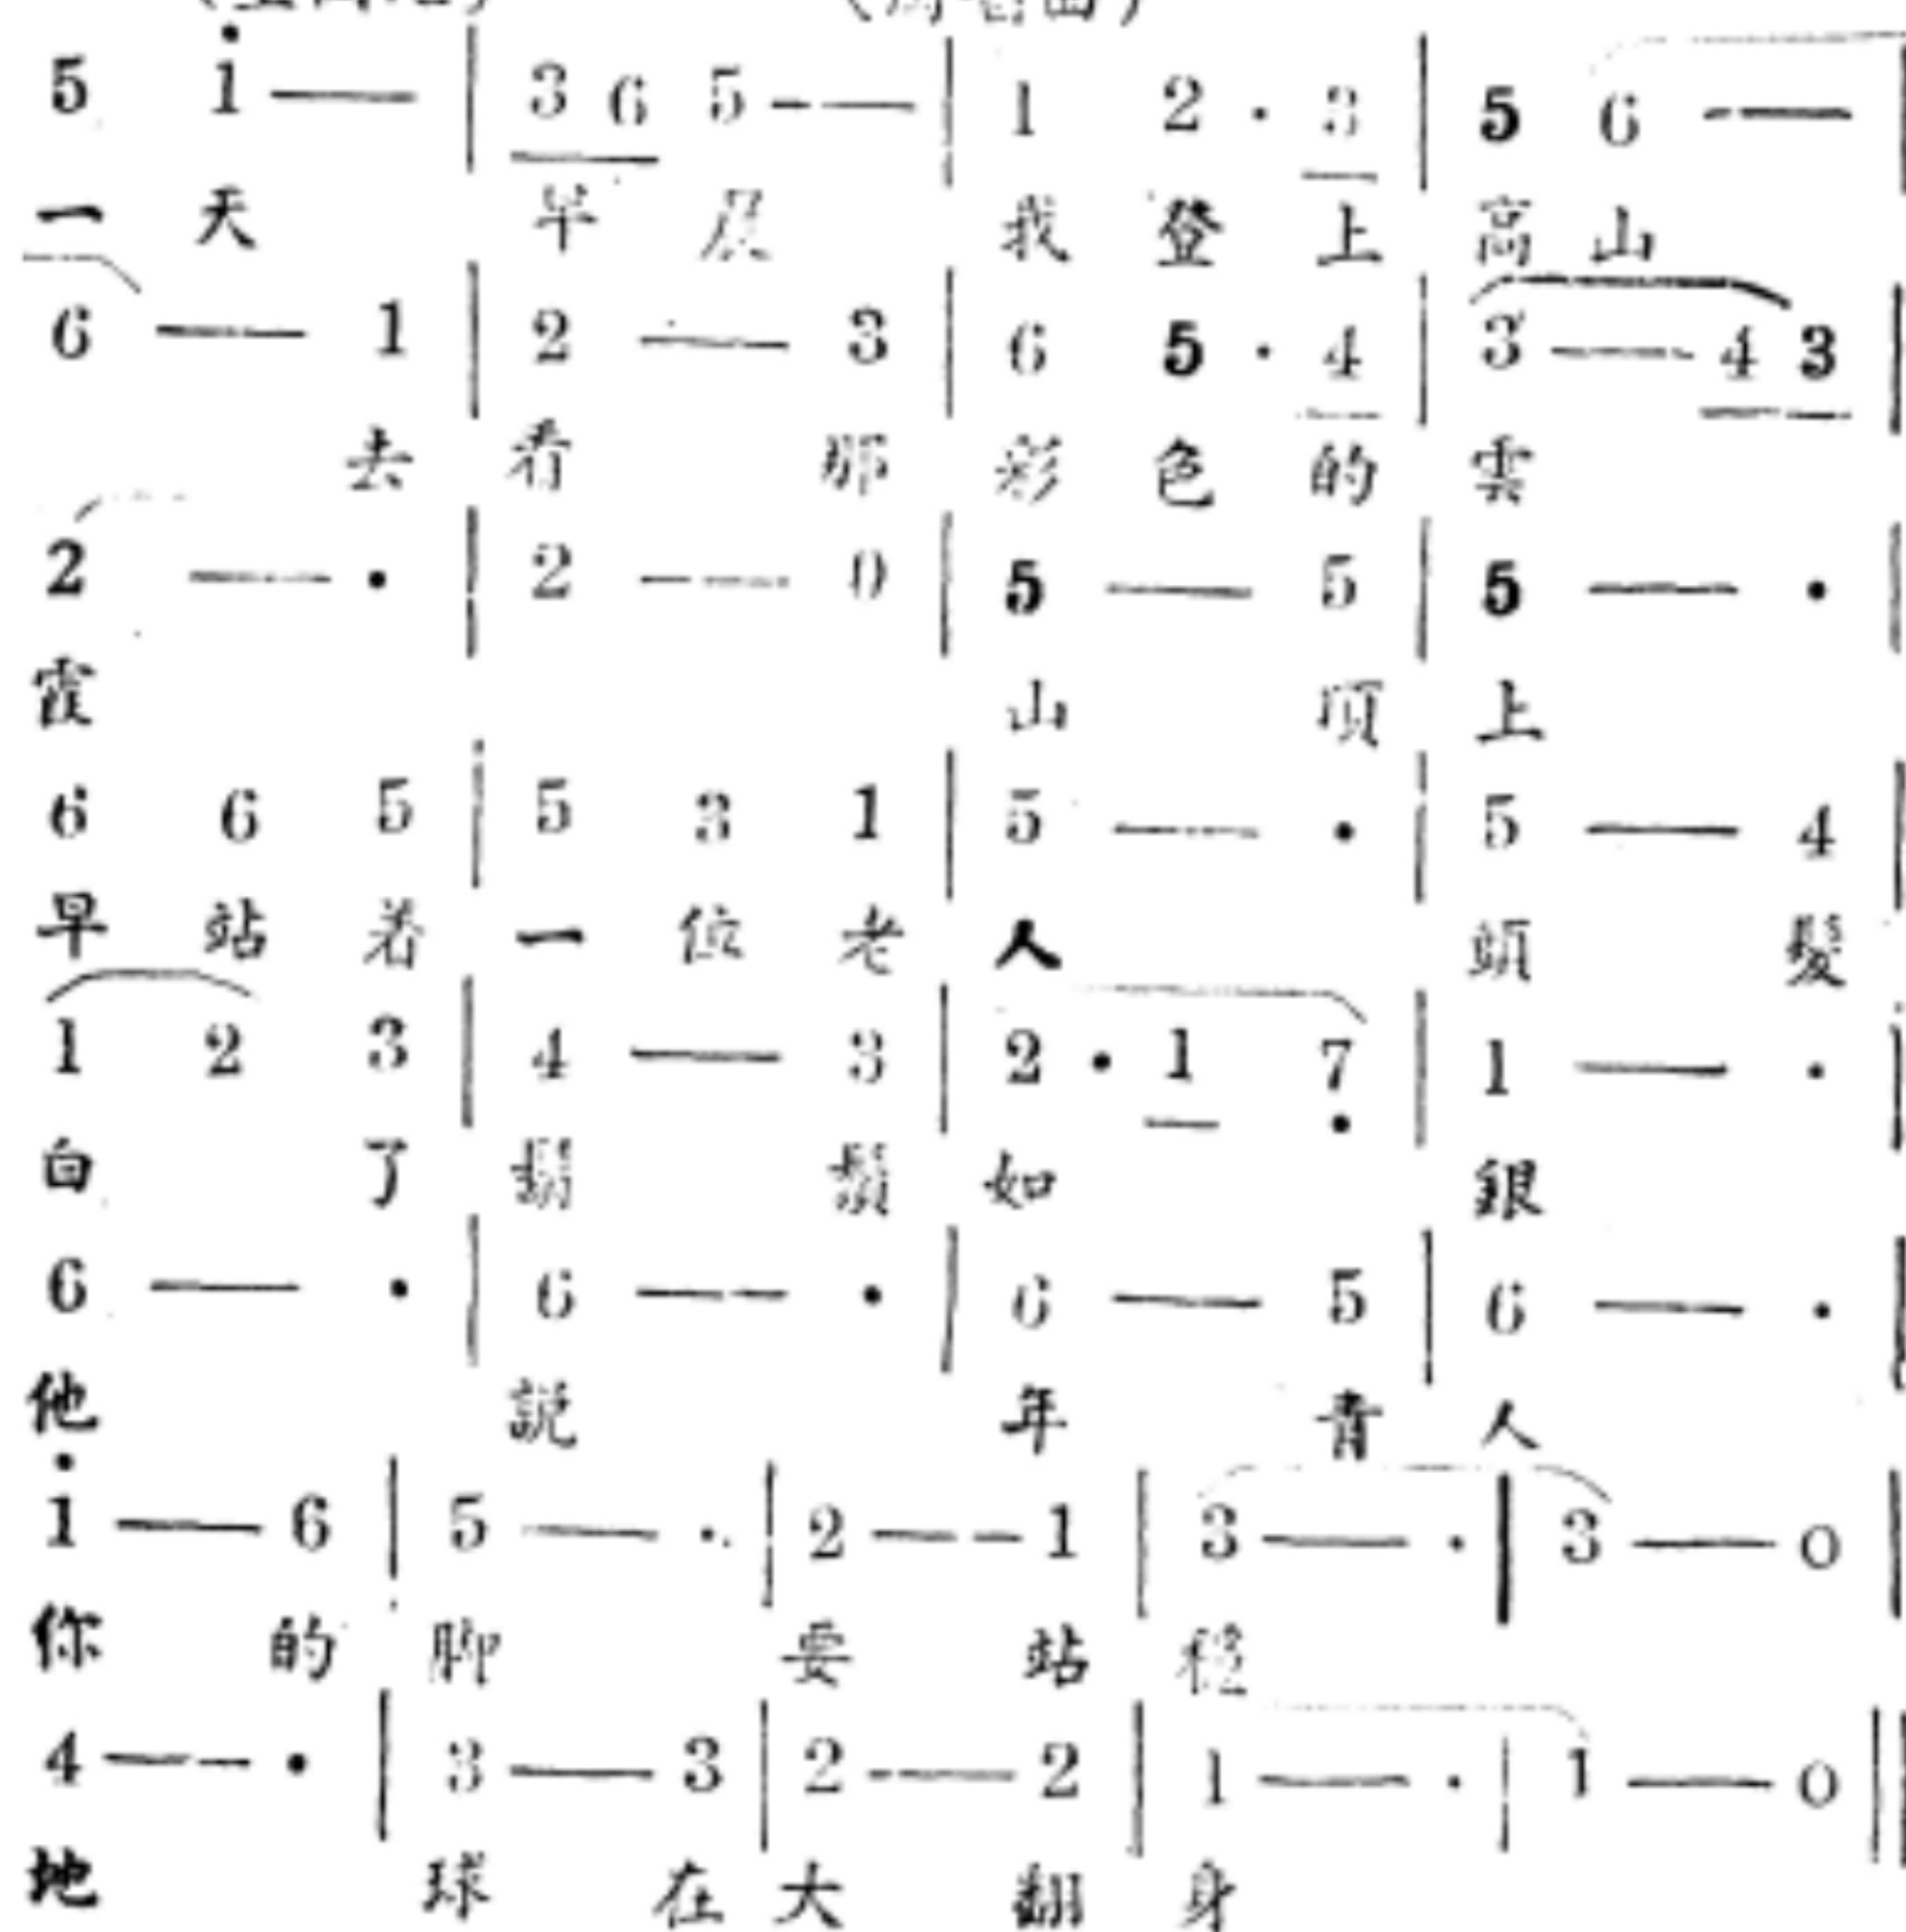 5 i — | 3 6 5 — — | 1 2 · 3 | 5 6 — |
一 天 早 晨 我 登 上 高 山
6 — 1 | 2 — 3 | 6 5 · 4 | 3 — 4 3 |
去 看 那 彩 色 的 雲
2 — · | 2 — 0 | 5 — 5 | 5 — · |
霞 山 頂 上
6 6 5 | 5 3 1 | 5 — · | 5 — 4 |
早 站 着 一 位 老 人 頭 髮
1 2 3 | 4 — 3 | 2 · 1 7 | 1 — · |
白 了 鬍 鬚 如 銀
6 — · | 6 — · | 6 — 5 | 6 — · |
他 説 年 青 人
i — 6 | 5 — · | 2 — 1 | 3 — · | 3 — 0 |
你 的 脚 要 站 穩
4 — · | 3 — 3 | 2 — 2 | 1 — · | 1 — 0 ||
地 球 在 大 翻 身